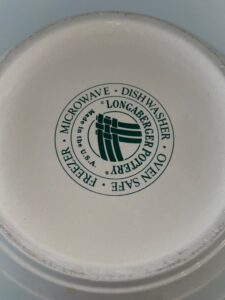 MICROWAVE · DISHWASHER · OVEN SAFE · FREEZER ·
LONGABERGER POTTERY®
® Made in the U.S.A.